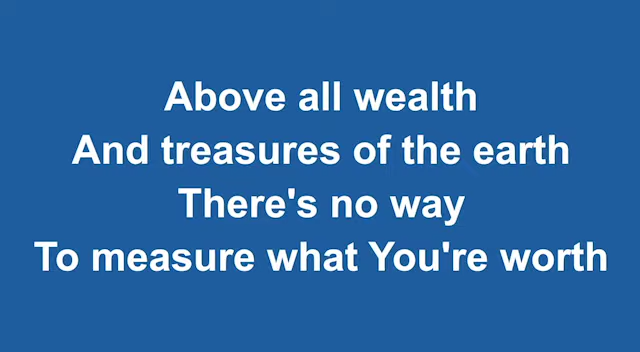 Above all wealth
And treasures of the earth
There's no way
To measure what You're worth